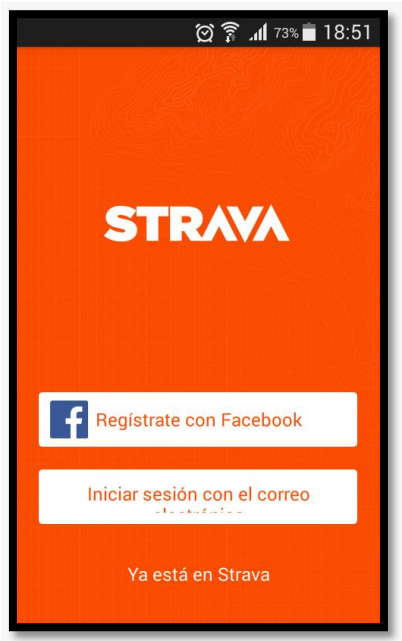 73% 18:51
STRAVA
Regístrate con Facebook
Iniciar sesión con el correo
Ya está en Strava